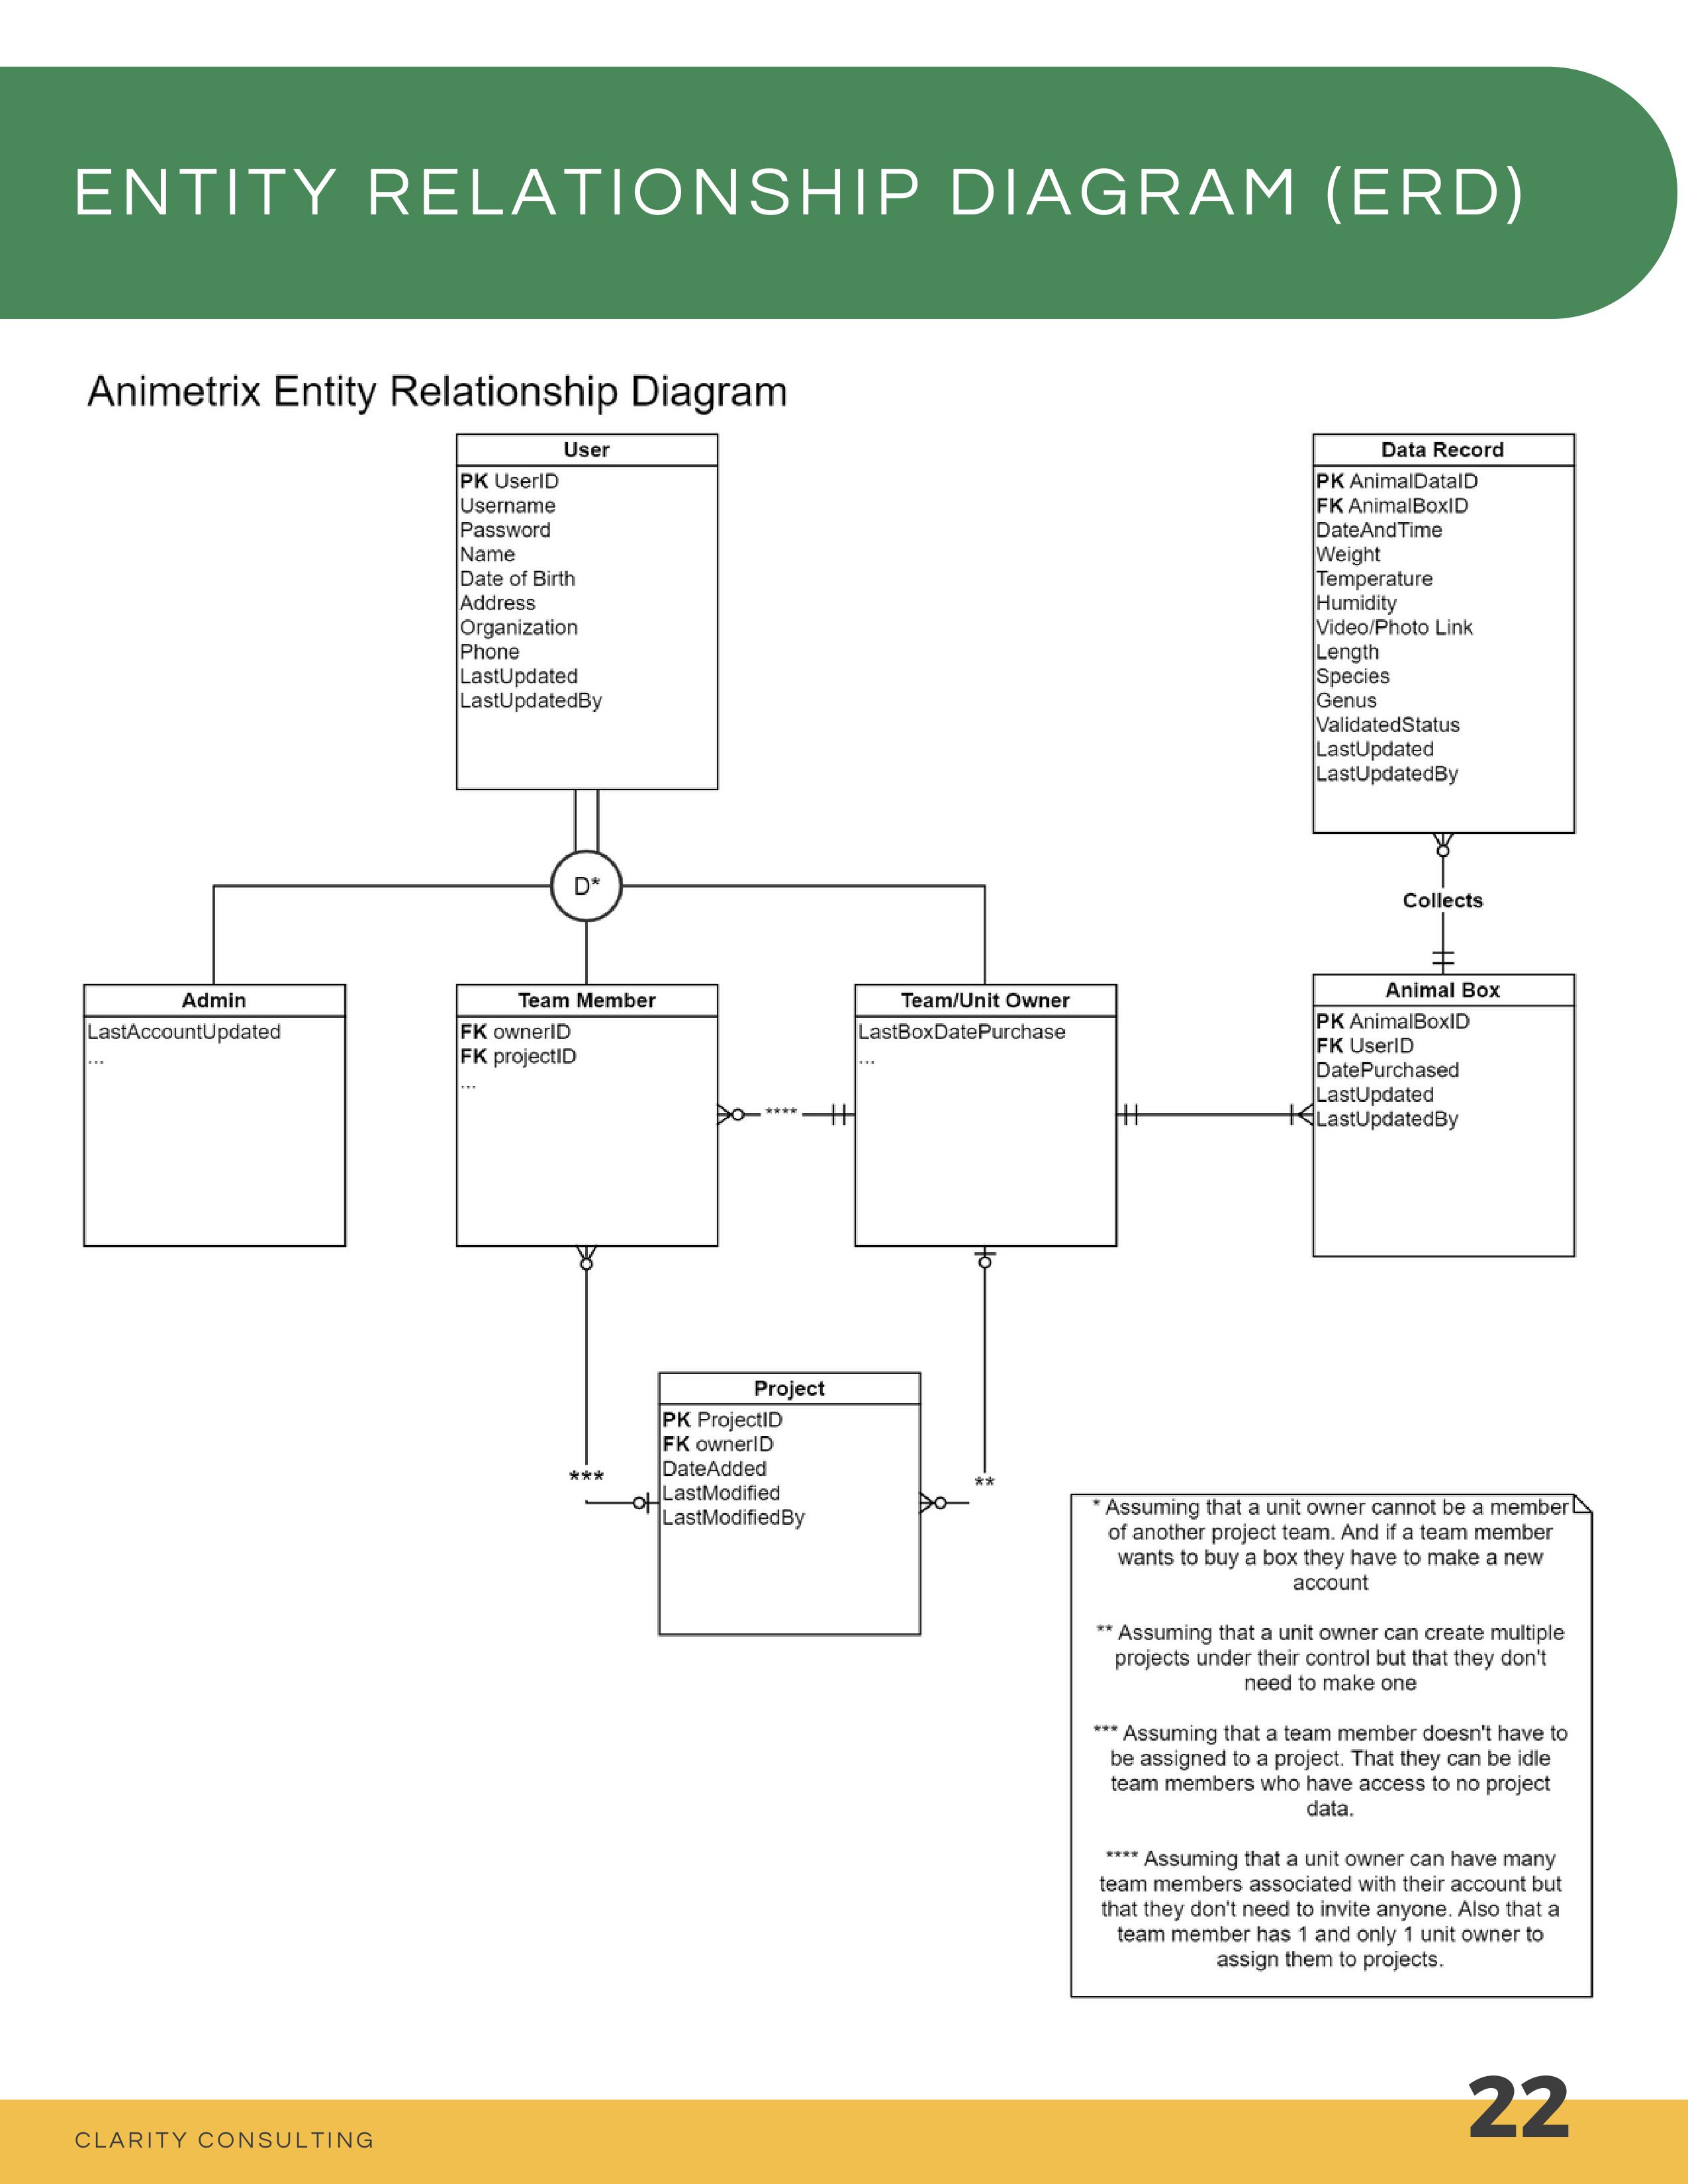 ENTITY RELATIONSHIP DIAGRAM (ERD)
Animetrix Entity Relationship Diagram
User
PK UserID
Username
Password
Name
Date of Birth
Address
Organization
Phone
LastUpdated
LastUpdatedBy
Data Record
PK AnimalDataID
FK AnimalBoxID
DateAndTime
Weight
Temperature
Humidity
Video/Photo Link
Length
Species
Genus
ValidatedStatus
LastUpdated
LastUpdatedBy
D*
Collects
Admin
LastAccountUpdated
...
Team Member
FK ownerID
FK projectID
...
****
Team/Unit Owner
LastBoxDatePurchase
...
Animal Box
PK AnimalBoxID
FK UserID
DatePurchased
LastUpdated
LastUpdatedBy
Project
PK ProjectID
FK ownerID
DateAdded
LastModified
LastModifiedBy
***
**
* Assuming that a unit owner cannot be a member
of another project team. And if a team member
wants to buy a box they have to make a new
account
** Assuming that a unit owner can create multiple
projects under their control but that they don't
need to make one
*** Assuming that a team member doesn't have to
be assigned to a project. That they can be idle
team members who have access to no project
data.
**** Assuming that a unit owner can have many
team members associated with their account but
that they don't need to invite anyone. Also that a
team member has 1 and only 1 unit owner to
assign them to projects.
CLARITY CONSULTING
22